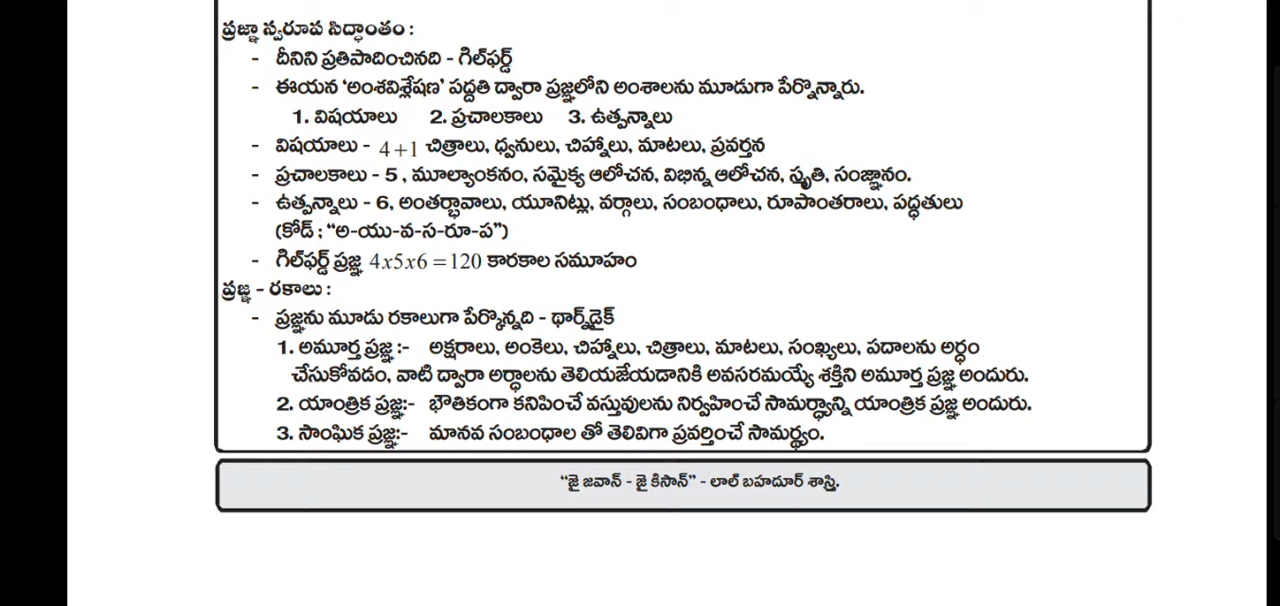 ప్రజ్ఞా స్వరూప సిద్ధాంతం :
- దీనిని ప్రతిపాదించినది - గిల్‌ఫర్డ్
- ఈయన ‘అంశవిశ్లేషణ’ పద్దతి ద్వారా ప్రజ్ఞలోని అంశాలను మూడుగా పేర్నొన్నారు.
1. విషయాలు 2. ప్రచాలకాలు 3. ఉత్పన్నాలు
- విషయాలు - 4+1 చిత్రాలు, ధ్వనులు, చిహ్నాలు, మాటలు, ప్రవర్తన
- ప్రచాలకాలు - 5 , మూల్యాంకనం, సమైక్య ఆలోచన, విభిన్న ఆలోచన, స్మృతి, సంజ్ఞానం.
- ఉత్పన్నాలు - 6, అంతర్భావాలు, యూనిట్లు, వర్గాలు, సంబంధాలు, రూపాంతరాలు, పద్ధతులు
(కోడ్ ; “అ-యు-వ-స-రూ-ప”)
- గిల్‌ఫర్డ్ ప్రజ్ఞ 4x5x6 = 120 కారకాల సమూహం
ప్రజ్ఞ - రకాలు :
- ప్రజ్ఞను మూడు రకాలుగా పేర్కొన్నది - థార్న్‌డైక్
1. అమూర్త ప్రజ్ఞ :- అక్షరాలు, అంకెలు, చిహ్నాలు, చిత్రాలు, మాటలు, సంఖ్యలు, పదాలను అర్ధం
చేసుకోవడం, వాటి ద్వారా అర్ధాలను తెలియజేయడానికి అవసరమయ్యే శక్తిని అమూర్త ప్రజ్ఞ అందురు.
2. యాంత్రిక ప్రజ్ఞ:- భౌతికంగా కనిపించే వస్తువులను నిర్వహించే సామర్ధ్యాన్ని యాంత్రిక ప్రజ్ఞ అందురు.
3. సాంఘిక ప్రజ్ఞ:- మానవ సంబంధాల తో తెలివిగా ప్రవర్తించే సామర్థ్యం.
“జై జవాన్ - జై కిసాన్” - లాల్ బహదూర్ శాస్త్రి.